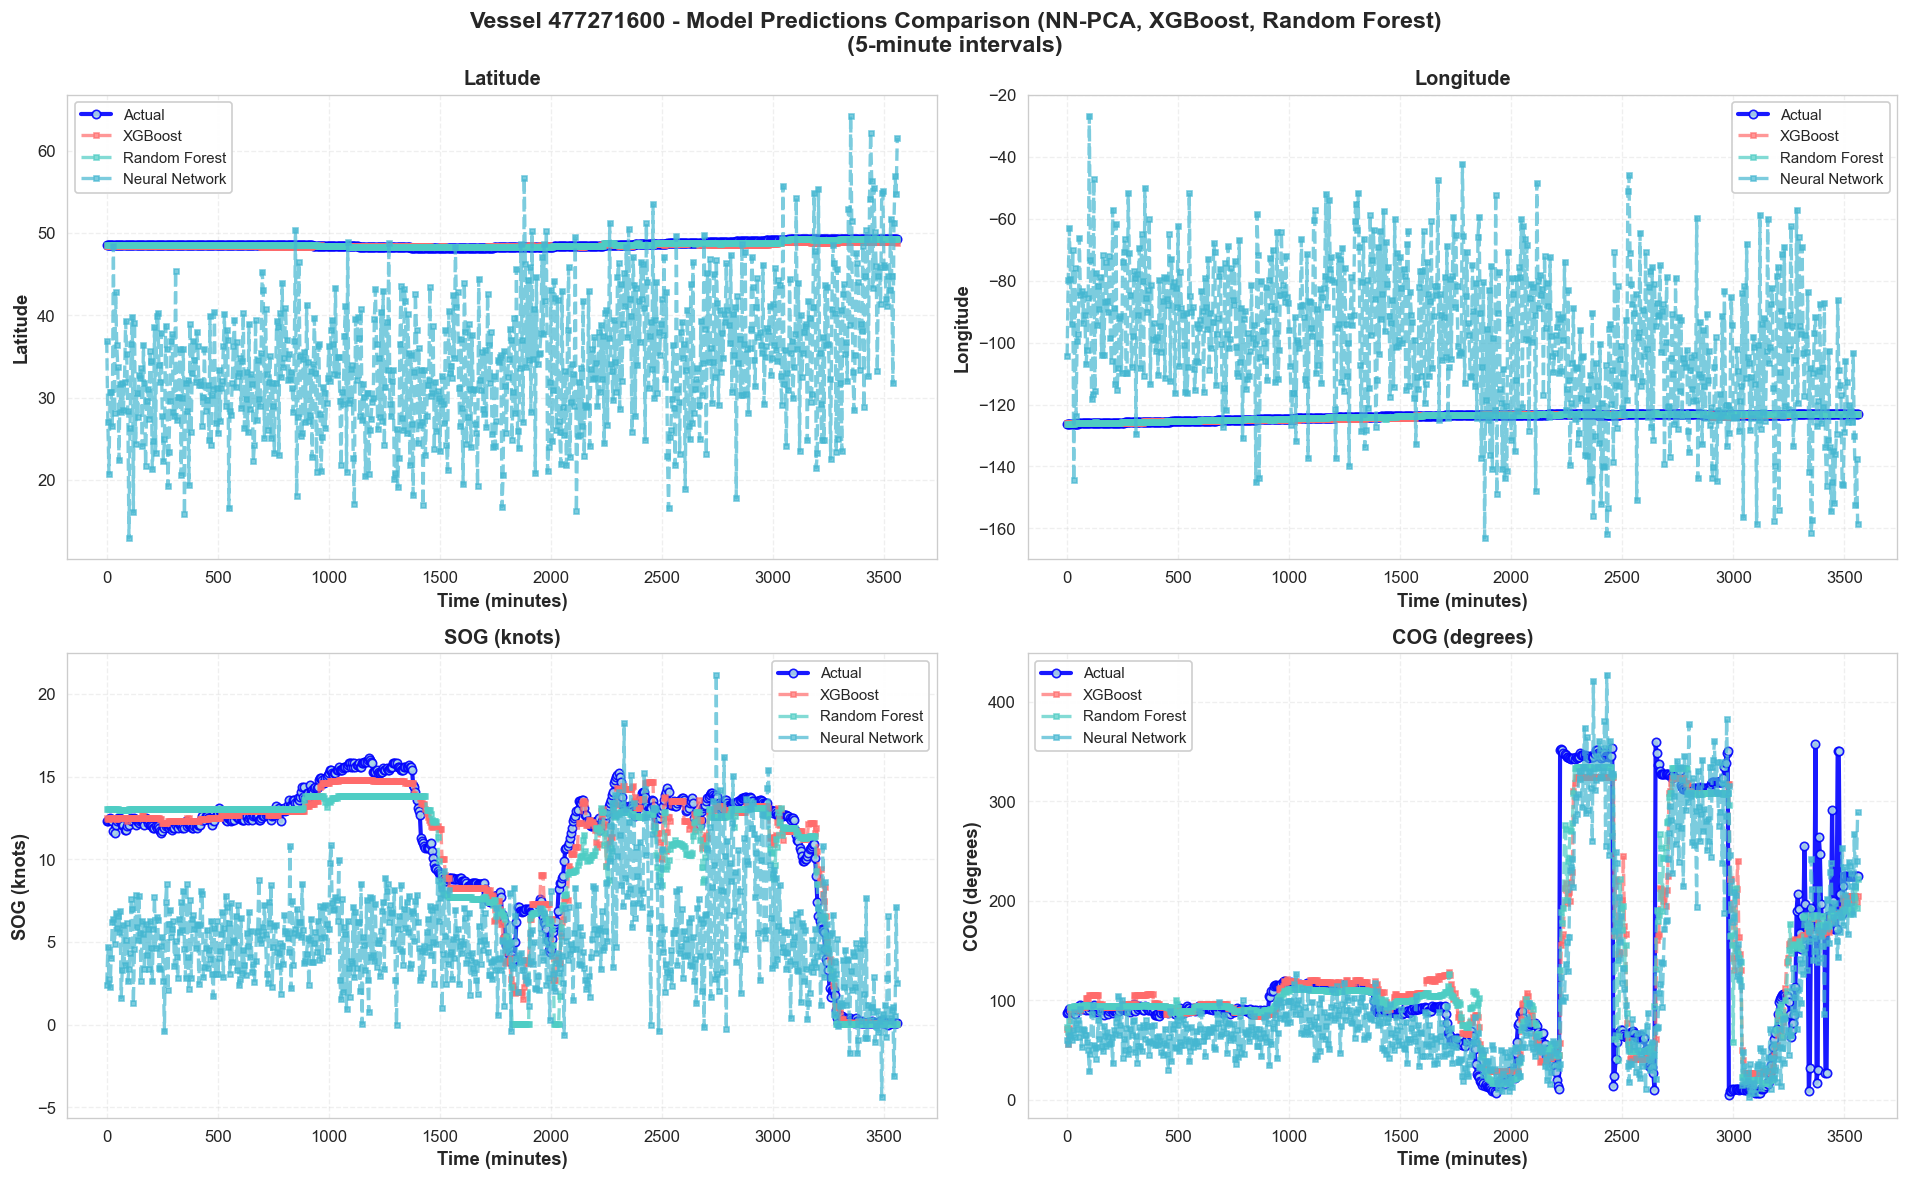 Vessel 477271600 - Model Predictions Comparison (NN-PCA, XGBoost, Random Forest)
(5-minute intervals)
Latitude
Actual
XGBoost
Random Forest
Neural Network
60
50
40
30
20
Latitude
0 500 1000 1500 2000 2500 3000 3500
Time (minutes)
Longitude
Actual
XGBoost
Random Forest
Neural Network
−20
−40
−60
−80
−100
−120
−140
−160
Longitude
0 500 1000 1500 2000 2500 3000 3500
Time (minutes)
SOG (knots)
Actual
XGBoost
Random Forest
Neural Network
20
15
10
5
0
−5
SOG (knots)
0 500 1000 1500 2000 2500 3000 3500
Time (minutes)
COG (degrees)
Actual
XGBoost
Random Forest
Neural Network
400
300
200
100
0
COG (degrees)
0 500 1000 1500 2000 2500 3000 3500
Time (minutes)